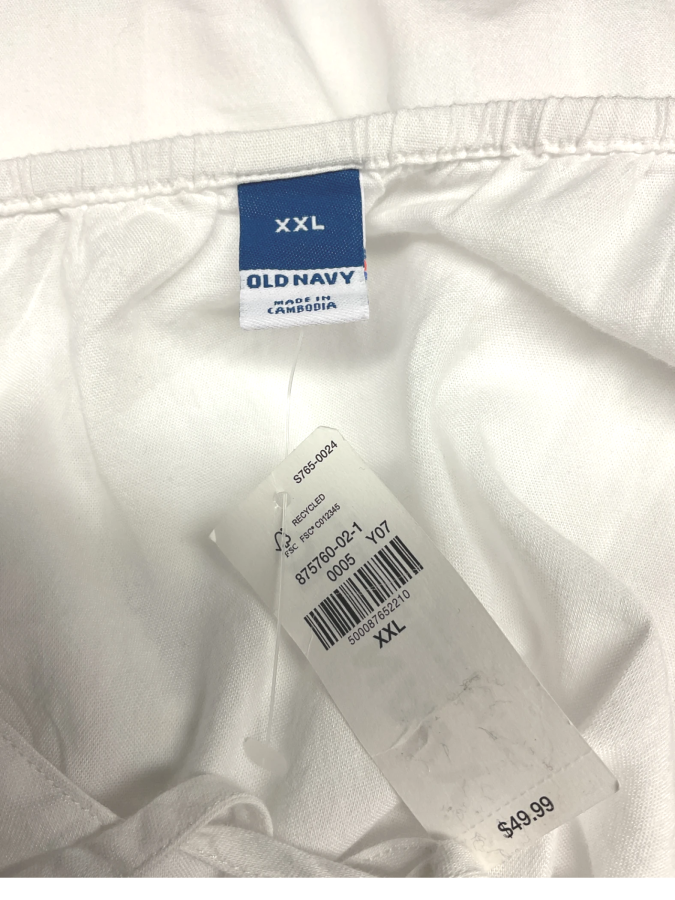 XXL
OLD NAVY
MADE IN
CAMBODIA
S765-0024
RECYCLED
FSC FSC® C012345
875760-02-1
0005 Y07
500087652210
XXL
$49.99